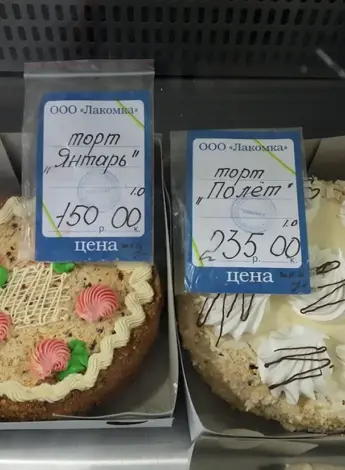 ООО «Лакомка»
торт
„Янтарь"
1.0
150 00
р. к.
цена
ООО «Лакомка»
торт
„Полёт"
1.0
235 00
р. к.
цена